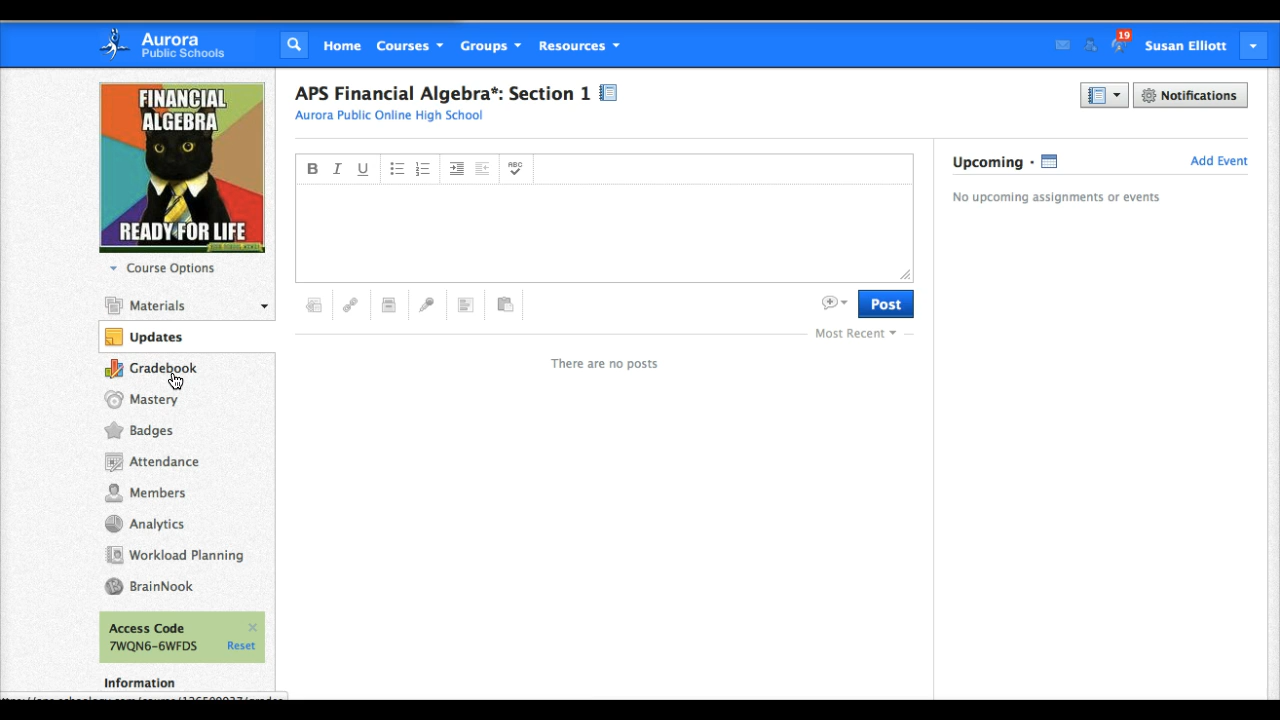 Aurora
Public Schools
Home
Courses
Groups
Resources
19
Susan Elliott
FINANCIAL
ALGEBRA
READY FOR LIFE
Course Options
Materials
Updates
Gradebook
Mastery
Badges
Attendance
Members
Analytics
Workload Planning
BrainNook
Access Code
7WQN6-6WFDS
Reset
Information
APS Financial Algebra*: Section 1
Aurora Public Online High School
Notifications
B I U
ABC
Post
Most Recent
There are no posts
Upcoming ·
Add Event
No upcoming assignments or events